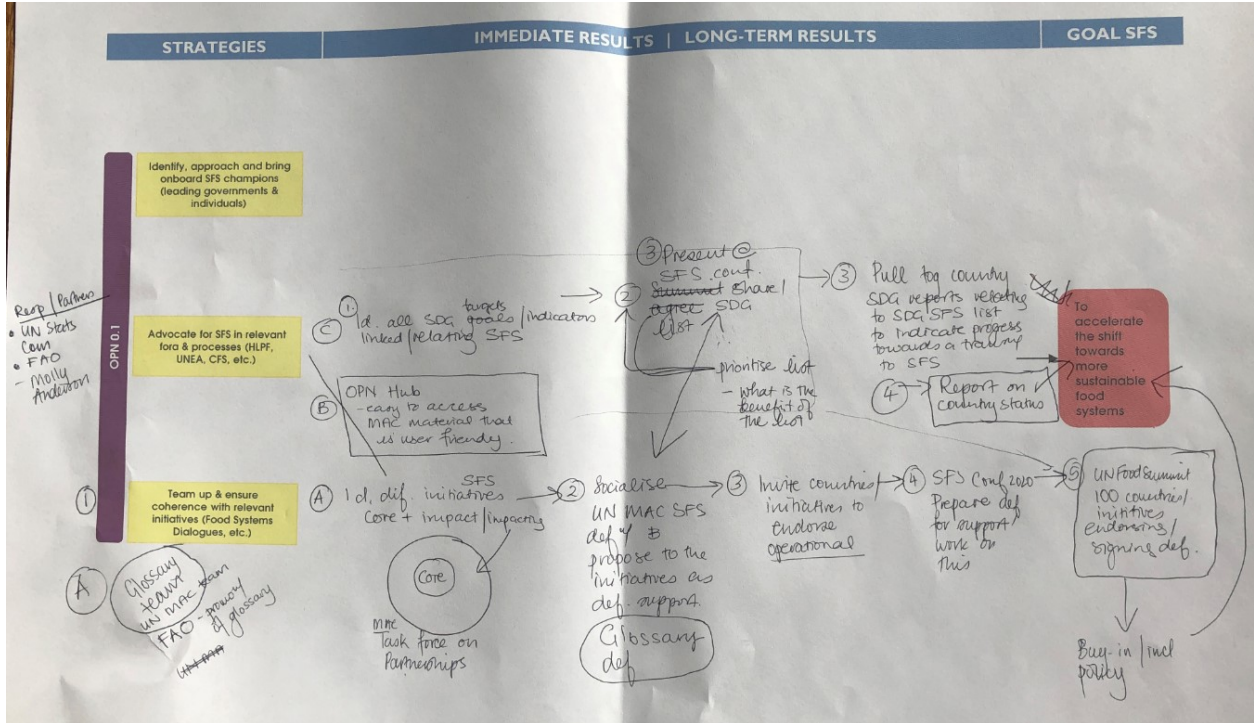 STRATEGIES
IMMEDIATE RESULTS | LONG-TERM RESULTS
GOAL SFS
OPN 0.1
Identify, approach and bring
onboard SFS champions
(leading governments &
individuals)
Advocate for SFS in relevant
fora & processes (HLPF,
UNEA, CFS, etc.)
1
Team up & ensure
coherence with relevant
initiatives (Food Systems
Dialogues, etc.)
Resp / Partners
• UN Stats
Com
• FAO
- Molly
Anderson
A
Glossary
team
UN MAC team
FAO - promary
of glossary
C
1.
targets
Id. all SDG goals/indicators
linked/relating SFS
B
OPN Hub
- easy to access
MAC material that
is user friendly.
A
SFS
Id. dif. initiatives
Core + impact/impacting
Core
Task force on
Partnerships
3 Present @
SFS conf.
2
Summit share/
agree SDG
list
prioritise list
- what is the
benefit of
the list
3
Pull tog country
SDG reports relating
to SDG/SFS list
to indicate progress
towards a
to SFS
4
Report on
country status
To
accelerate
the shift
towards
more
sustainable
food
systems
2
Socialise
UN MAC SFS
def w/ B
propose to the
initiatives as
def. support.
Glossary
def
3
Invite countries/
initiatives to
endorse
operational
4
SFS Conf 2020
Prepare def
for support/
work on
this
5
UN Food Summit
100 countries/
inititives
endorsing/
signing def.
Buy-in/incl
policy